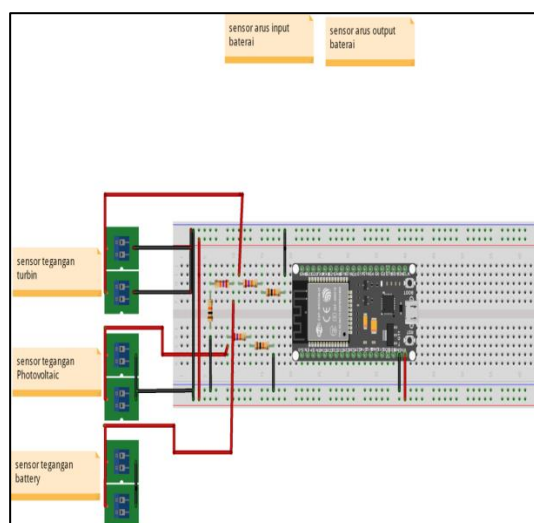 sensor arus input
baterai
sensor arus output
baterai
sensor tegangan
turbin
sensor tegangan
Photovoltaic
sensor tegangan
battery